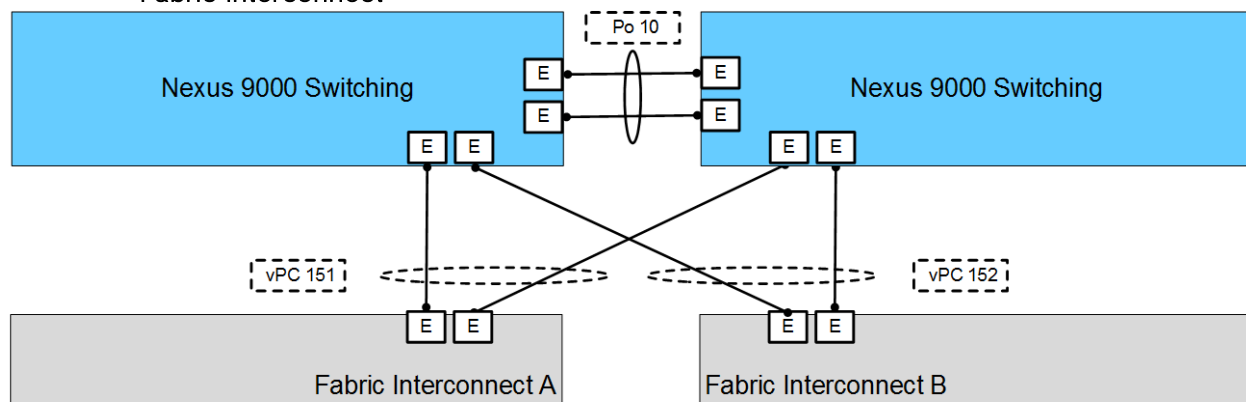 Fabric Interconnect
Po 10
Nexus 9000 Switching
E
E
E
E
Nexus 9000 Switching
E
E
E
E
vPC 151
vPC 152
E
E
E
E
Fabric Interconnect A
Fabric Interconnect B